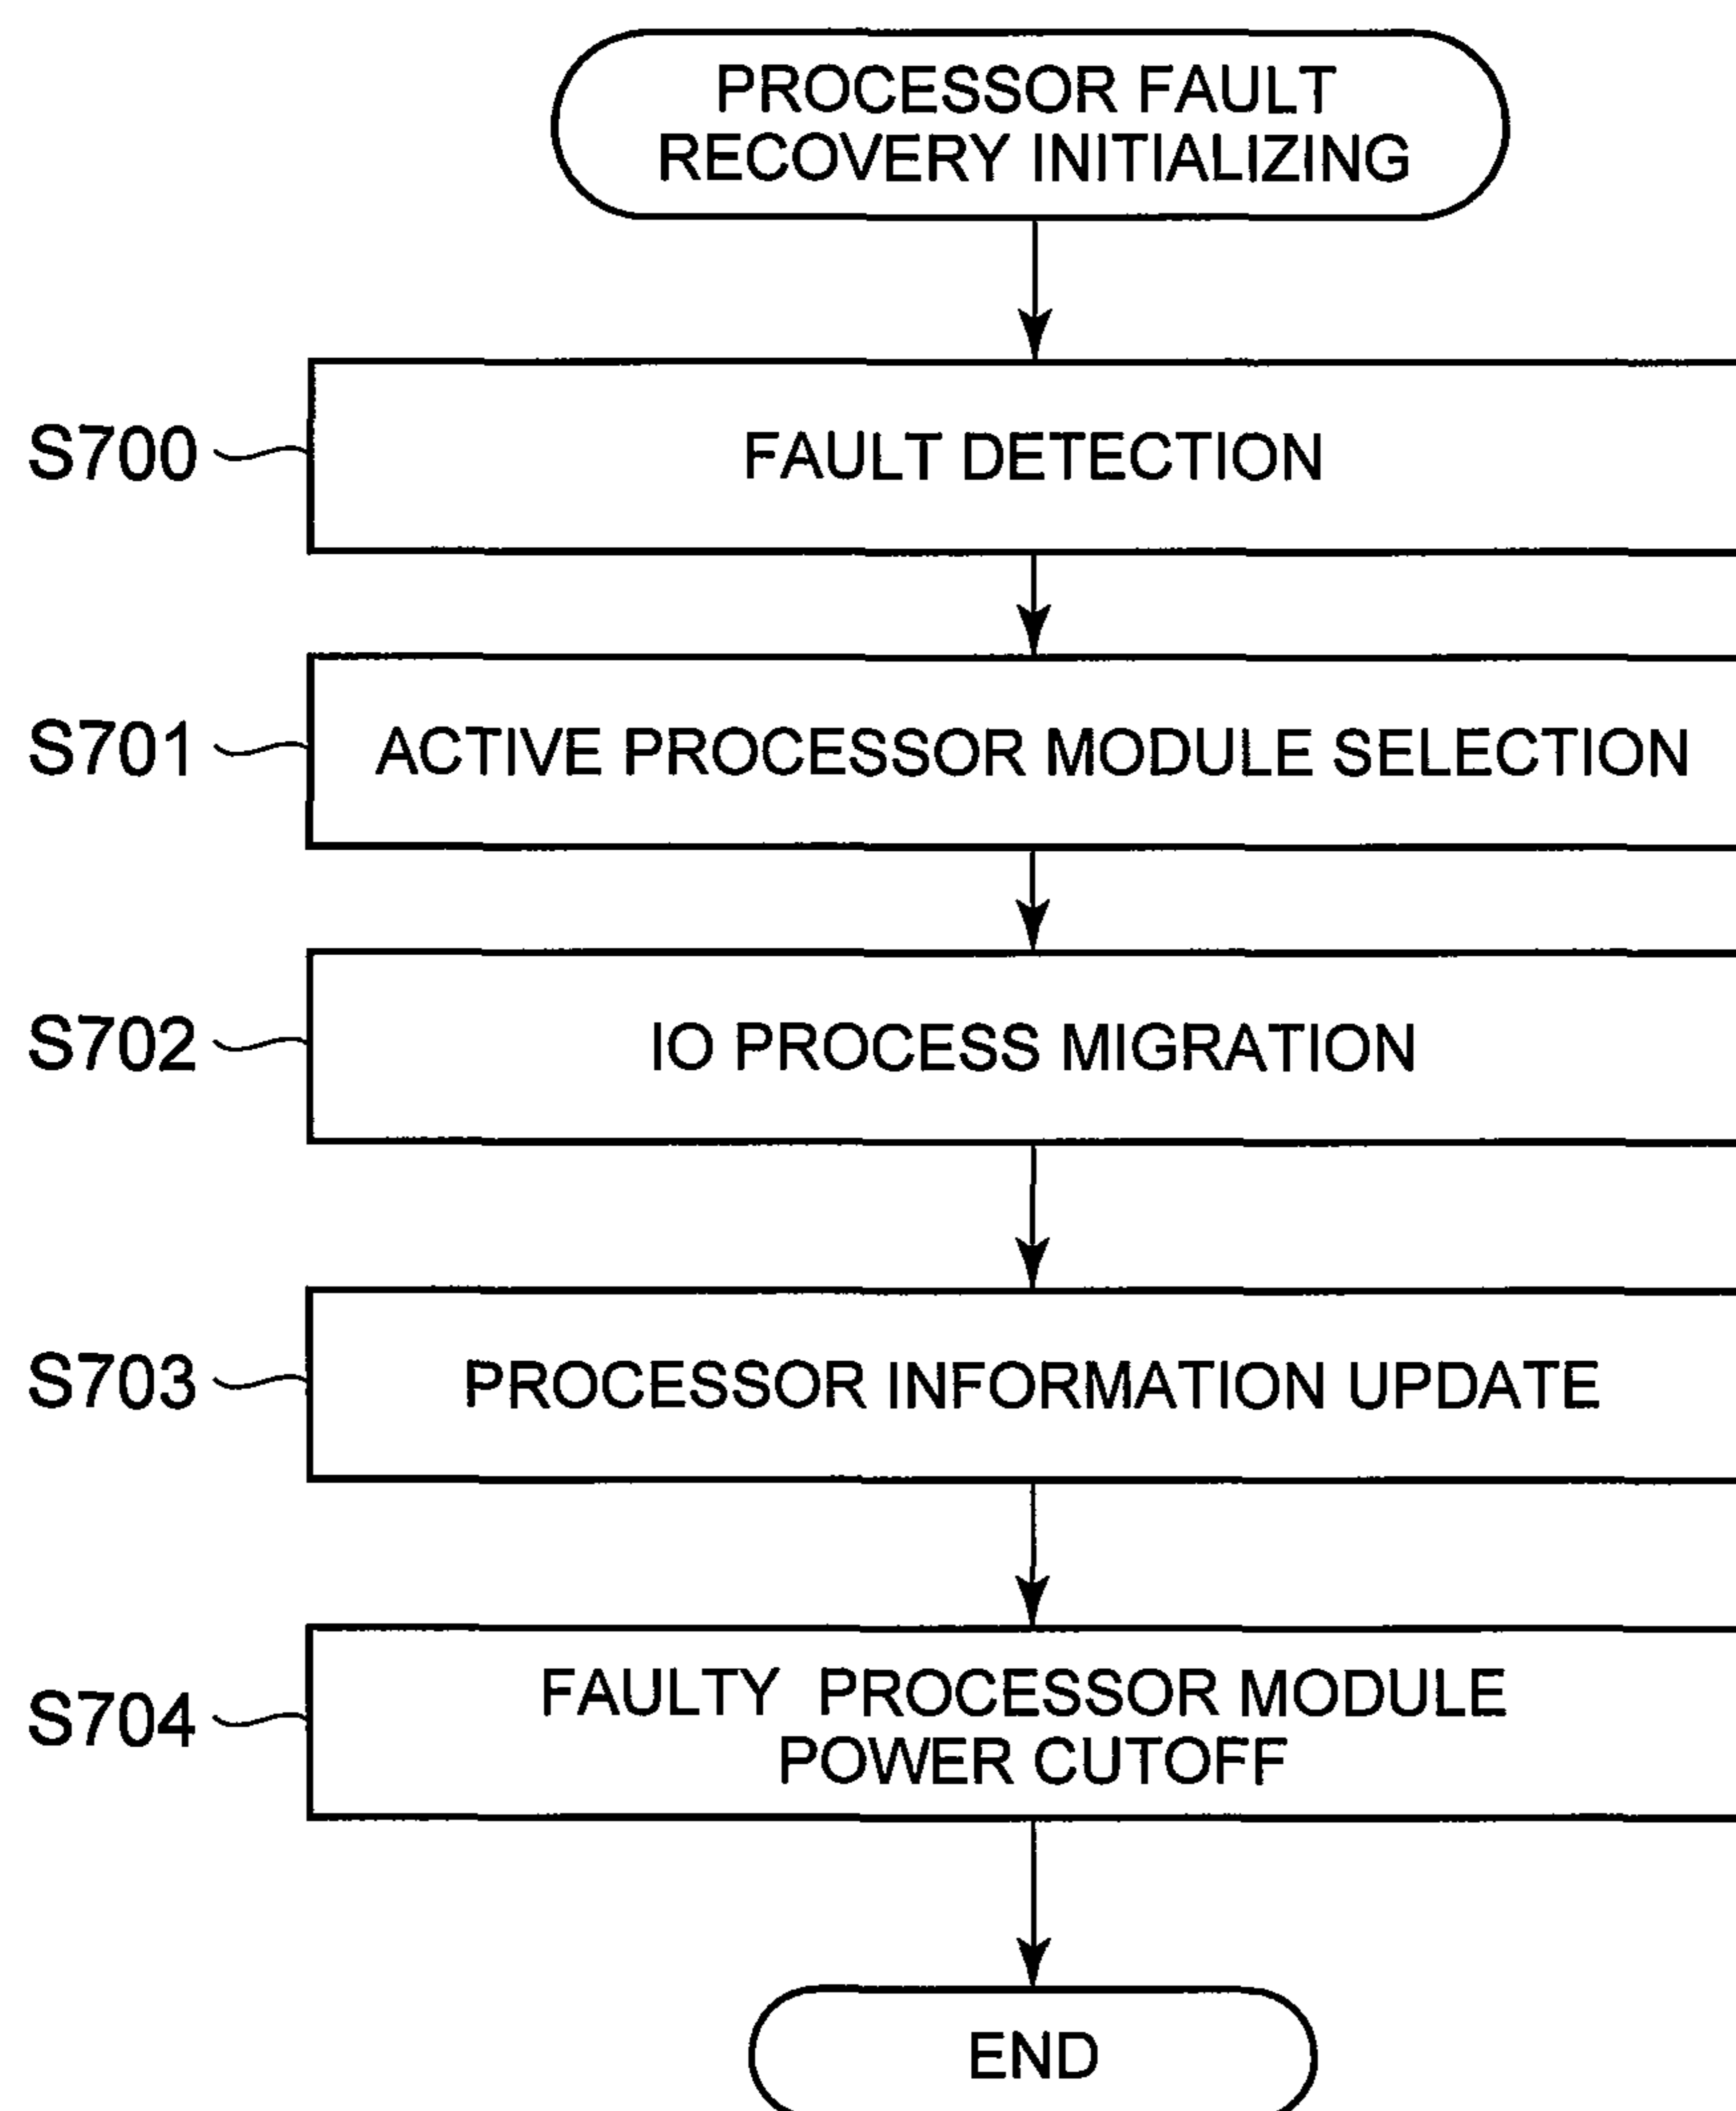 PROCESSOR FAULT
RECOVERY INITIALIZING
S700
FAULT DETECTION
S701
ACTIVE PROCESSOR MODULE SELECTION
S702
IO PROCESS MIGRATION
S703
PROCESSOR INFORMATION UPDATE
S704
FAULTY PROCESSOR MODULE
POWER CUTOFF
END